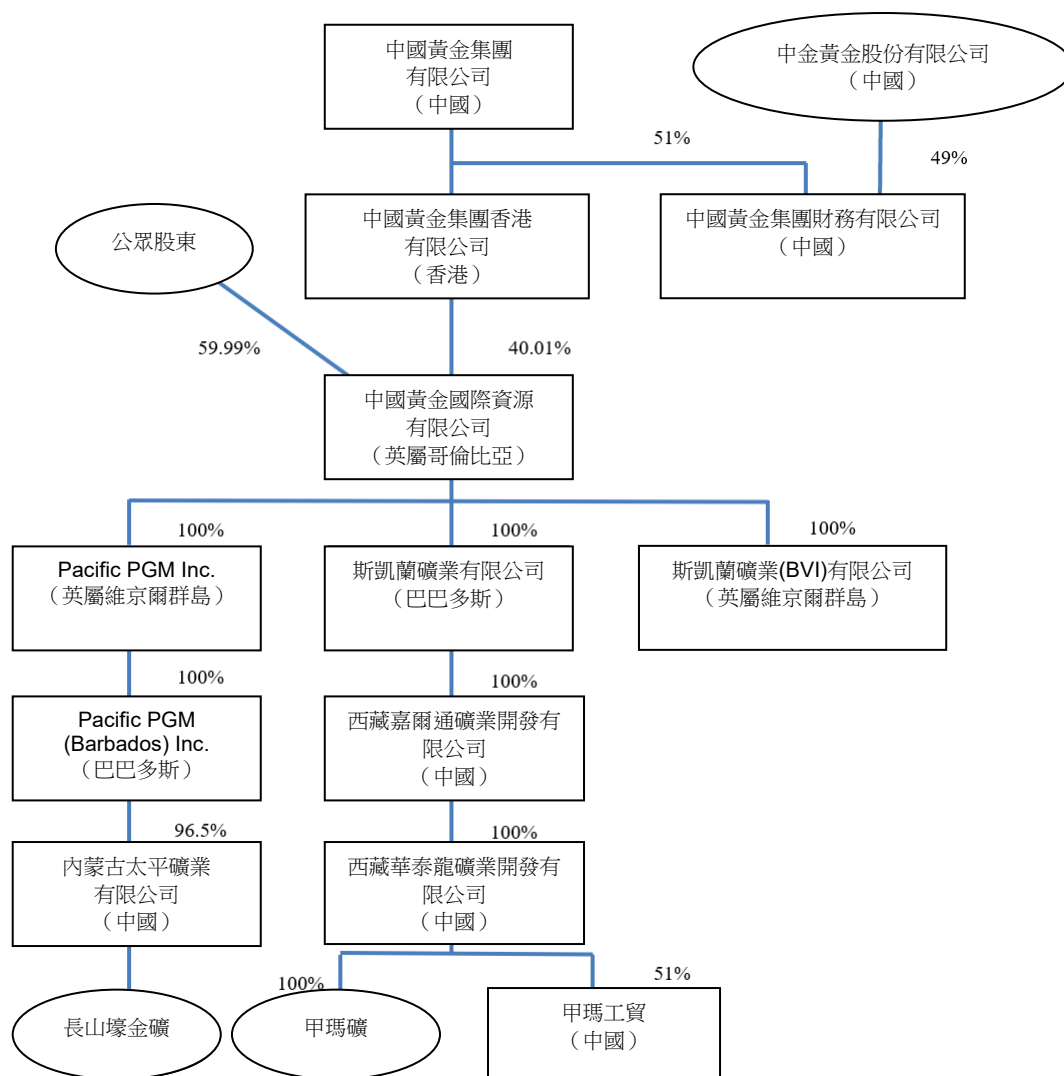 中國黃金集團
有限公司
（中國）
中金黃金股份有限公司
（中國）
51%
49%
中國黃金集團香港
有限公司
（香港）
中國黃金集團財務有限公司
（中國）
公眾股東
59.99%
40.01%
中國黃金國際資源
有限公司
（英屬哥倫比亞）
100%
100%
100%
Pacific PGM Inc.
（英屬維京爾群島）
斯凱蘭礦業有限公司
（巴巴多斯）
斯凱蘭礦業(BVI)有限公司
（英屬維京爾群島）
100%
100%
Pacific PGM
(Barbados) Inc.
（巴巴多斯）
西藏嘉爾通礦業開發有
限公司
（中國）
96.5%
100%
內蒙古太平礦業
有限公司
（中國）
西藏華泰龍礦業開發有
限公司
（中國）
100%
51%
長山壕金礦
甲瑪礦
甲瑪工貿
（中國）